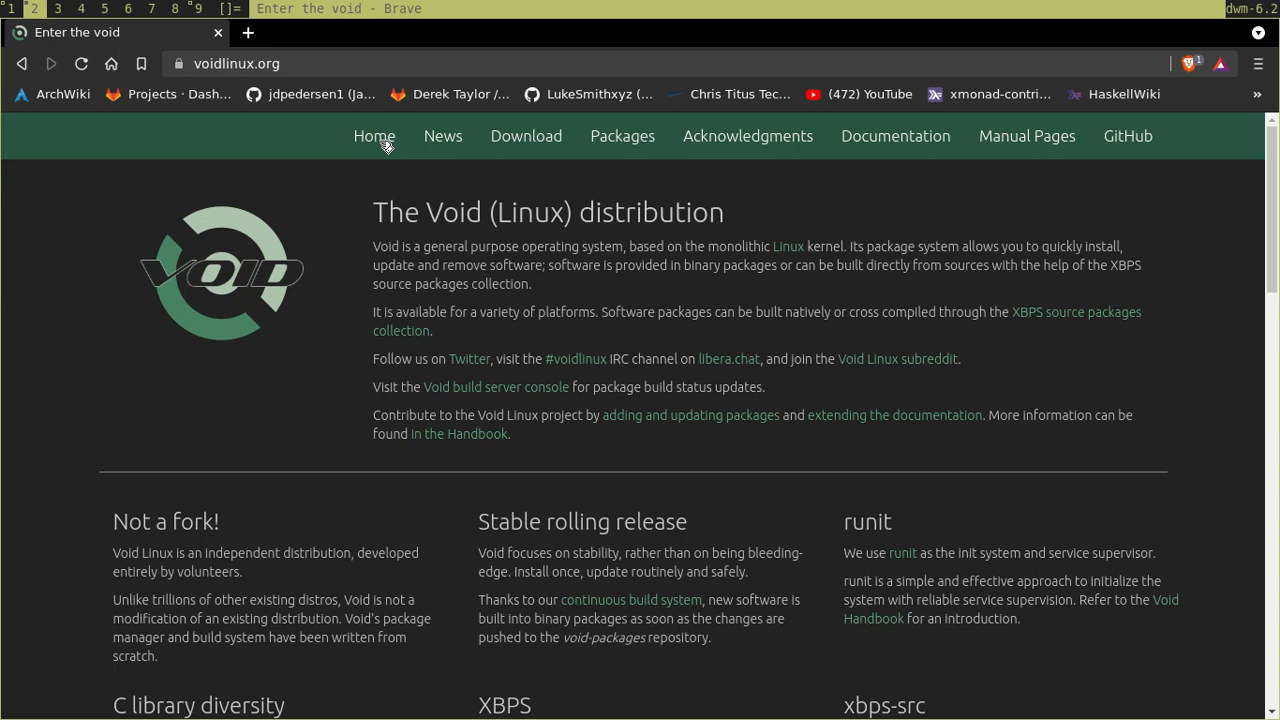 1 2 3 4 5 6 7 8 9 []= Enter the void - Brave dwm-6.2
Enter the void
voidlinux.org 1
ArchWiki Projects · Dash... jdpedersen1 (Ja... Derek Taylor /... LukeSmithxyz (... Chris Titus Tec... (472) YouTube xmonad-contri... HaskellWiki »
Home News Download Packages Acknowledgments Documentation Manual Pages GitHub
VOID
The Void (Linux) distribution
Void is a general purpose operating system, based on the monolithic Linux kernel. Its package system allows you to quickly install,
update and remove software; software is provided in binary packages or can be built directly from sources with the help of the XBPS
source packages collection.
It is available for a variety of platforms. Software packages can be built natively or cross compiled through the XBPS source packages
collection.
Follow us on Twitter, visit the #voidlinux IRC channel on libera.chat, and join the Void Linux subreddit.
Visit the Void build server console for package build status updates.
Contribute to the Void Linux project by adding and updating packages and extending the documentation. More information can be
found in the Handbook.
Not a fork!
Void Linux is an independent distribution, developed
entirely by volunteers.
Unlike trillions of other existing distros, Void is not a
modification of an existing distribution. Void's package
manager and build system have been written from
scratch.
Stable rolling release
Void focuses on stability, rather than on being bleeding-
edge. Install once, update routinely and safely.
Thanks to our continuous build system, new software is
built into binary packages as soon as the changes are
pushed to the void-packages repository.
runit
We use runit as the init system and service supervisor.
runit is a simple and effective approach to initialize the
system with reliable service supervision. Refer to the Void
Handbook for an introduction.
C library diversity
XBPS
xbps-src